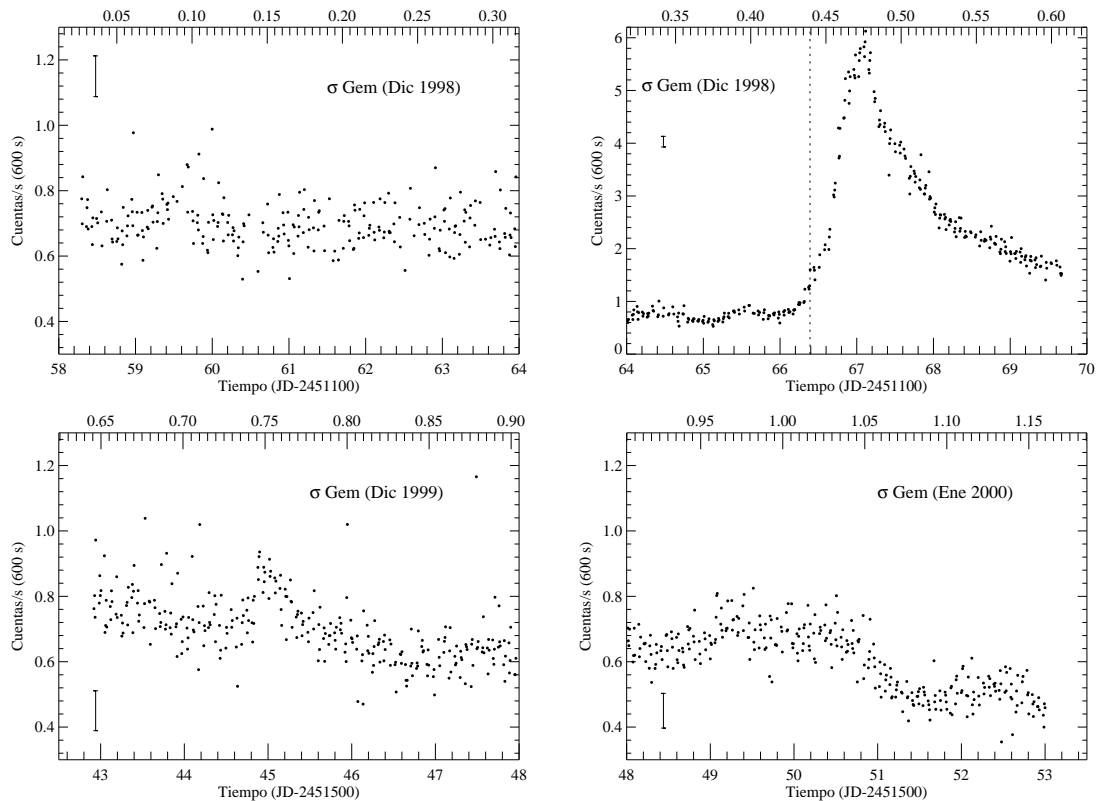 0.05 0.10 0.15 0.20 0.25 0.30
1.2
1.0
0.8
0.6
0.4
Cuentas/s (600 s)
σ Gem (Dic 1998)
58 59 60 61 62 63 64
Tiempo (JD-2451100)
0.35 0.40 0.45 0.50 0.55 0.60
6
5
4
3
2
1
0
Cuentas/s (600 s)
σ Gem (Dic 1998)
64 65 66 67 68 69 70
Tiempo (JD-2451100)
0.65 0.70 0.75 0.80 0.85 0.90
1.2
1.0
0.8
0.6
0.4
Cuentas/s (600 s)
σ Gem (Dic 1999)
43 44 45 46 47 48
Tiempo (JD-2451500)
0.95 1.00 1.05 1.10 1.15
1.2
1.0
0.8
0.6
0.4
Cuentas/s (600 s)
σ Gem (Ene 2000)
48 49 50 51 52 53
Tiempo (JD-2451500)